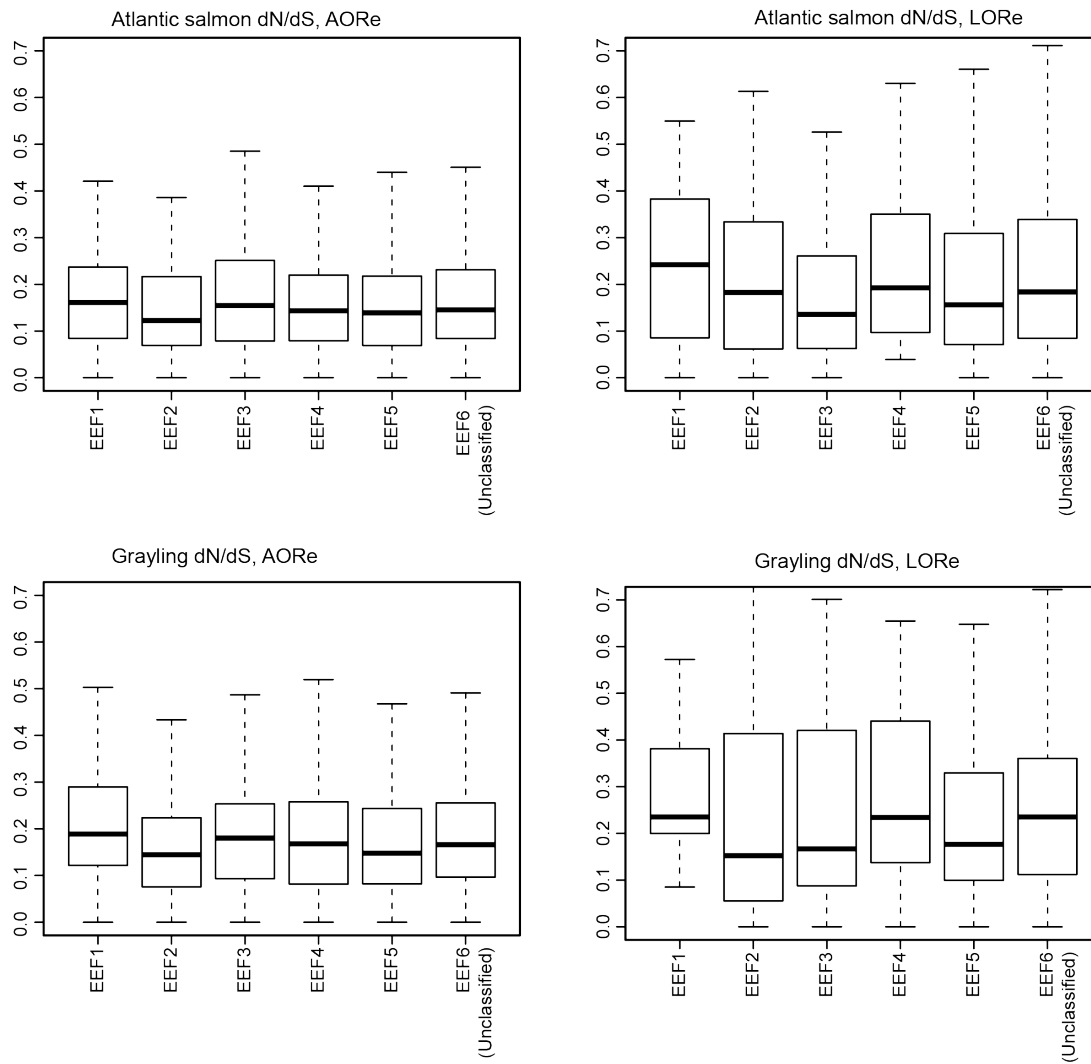 Atlantic salmon dN/dS, AORe
0.7
0.6
0.5
0.4
0.3
0.2
0.1
0.0
EEF1
EEF2
EEF3
EEF4
EEF5
EEF6
(Unclassified)
Atlantic salmon dN/dS, LORe
0.7
0.6
0.5
0.4
0.3
0.2
0.1
0.0
EEF1
EEF2
EEF3
EEF4
EEF5
EEF6
(Unclassified)
Grayling dN/dS, AORe
0.7
0.6
0.5
0.4
0.3
0.2
0.1
0.0
EEF1
EEF2
EEF3
EEF4
EEF5
EEF6
(Unclassified)
Grayling dN/dS, LORe
0.7
0.6
0.5
0.4
0.3
0.2
0.1
0.0
EEF1
EEF2
EEF3
EEF4
EEF5
EEF6
(Unclassified)